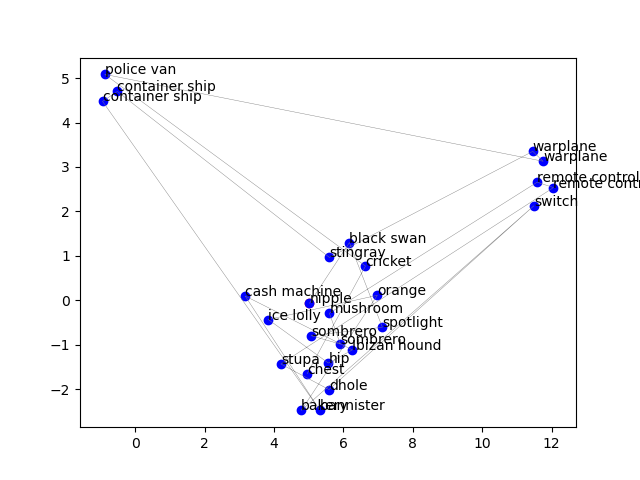 police van
container ship
container ship
warplane
warplane
remote control
remote contr
switch
black swan
stingray
cricket
cash machine
nipple
orange
mushroom
ice lolly
spotlight
sombrero
sombrero
ibizan hound
stupa
hip
chest
dhole
bakery
bannister
5
4
3
2
1
0
−1
−2
0
2
4
6
8
10
12